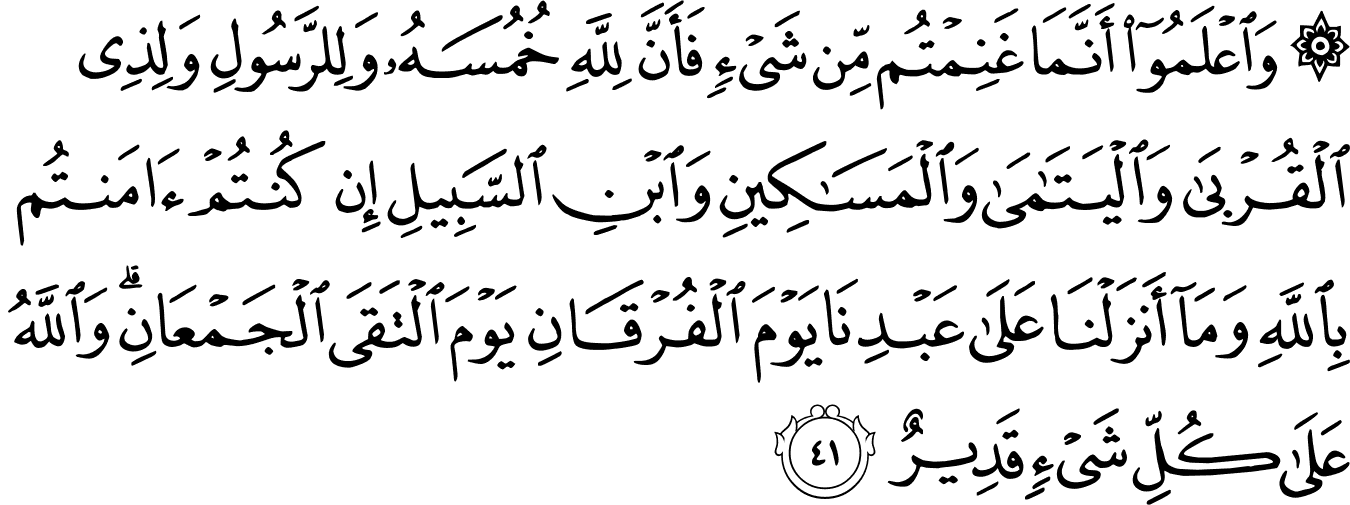 ۞ وَٱعْلَمُوٓا۟ أَنَّمَا غَنِمْتُم مِّن شَىْءٍ فَأَنَّ لِلَّهِ خُمُسَهُۥ وَلِلرَّسُولِ وَلِذِى
ٱلْقُرْبَىٰ وَٱلْيَتَـٰمَىٰ وَٱلْمَسَـٰكِينِ وَٱبْنِ ٱلسَّبِيلِ إِن كُنتُمْ ءَامَنتُم
بِٱللَّهِ وَمَآ أَنزَلْنَا عَلَىٰ عَبْدِنَا يَوْمَ ٱلْفُرْقَانِ يَوْمَ ٱلْتَقَى ٱلْجَمْعَانِ ۗ وَٱللَّهُ
عَلَىٰ كُلِّ شَىْءٍ قَدِيرٌ ٤١